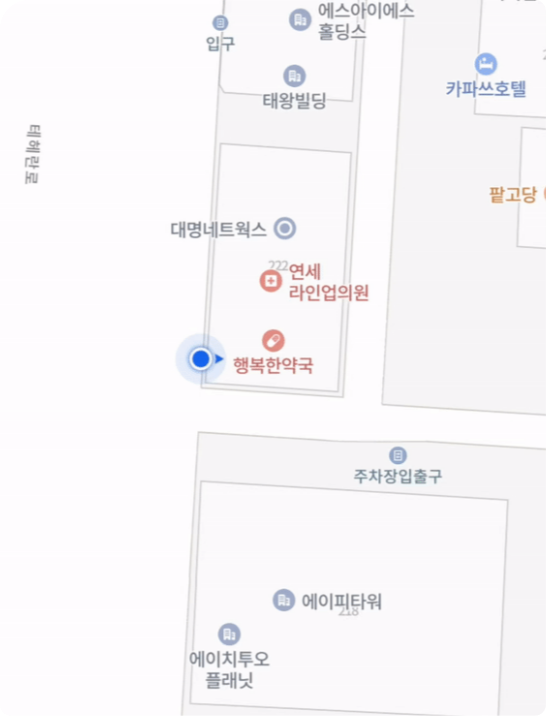 에스아이에스
홀딩스
입구
태왕빌딩
카파쓰호텔
테헤란로
팥고당
대명네트웍스
222
연세
라인업의원
행복한약국
주차장입출구
에이피타워
218
에이치투오
플래닛